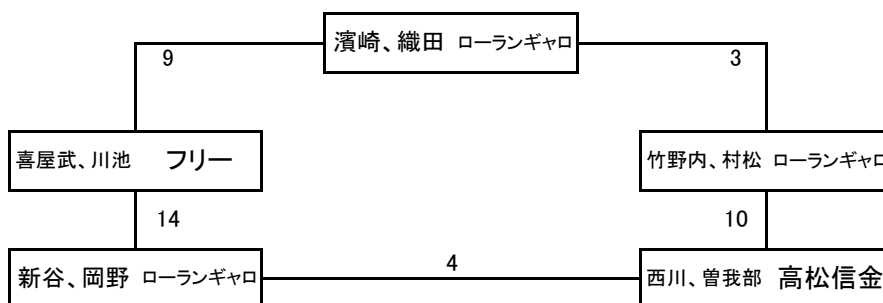 濱崎、織田 ローランギャロ
9
3
喜屋武、川池 フリー
竹野内、村松 ローランギャロ
14
10
新谷、岡野 ローランギャロ
4
西川、曽我部 高松信金